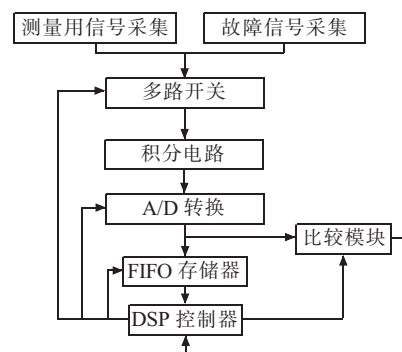 测量用信号采集
故障信号采集
多路开关
积分电路
A/D 转换
比较模块
FIFO 存储器
DSP 控制器